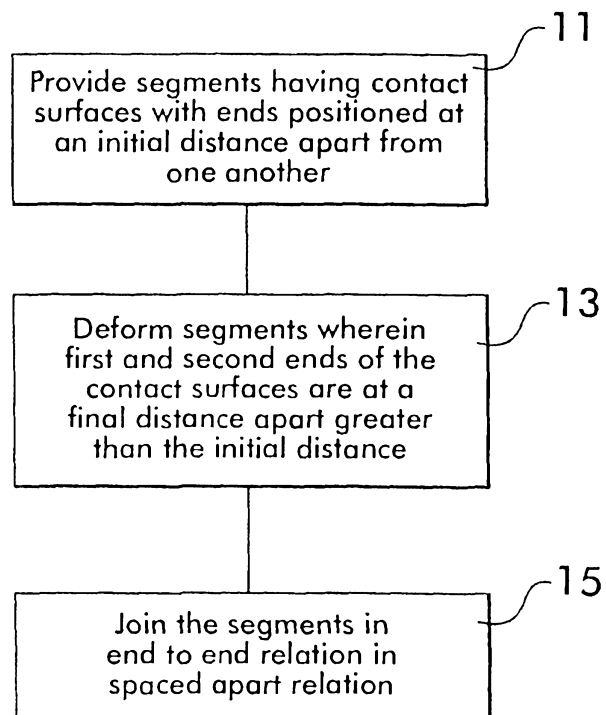 11
Provide segments having contact
surfaces with ends positioned at
an initial distance apart from
one another
13
Deform segments wherein
first and second ends of the
contact surfaces are at a
final distance apart greater
than the initial distance
15
Join the segments in
end to end relation in
spaced apart relation